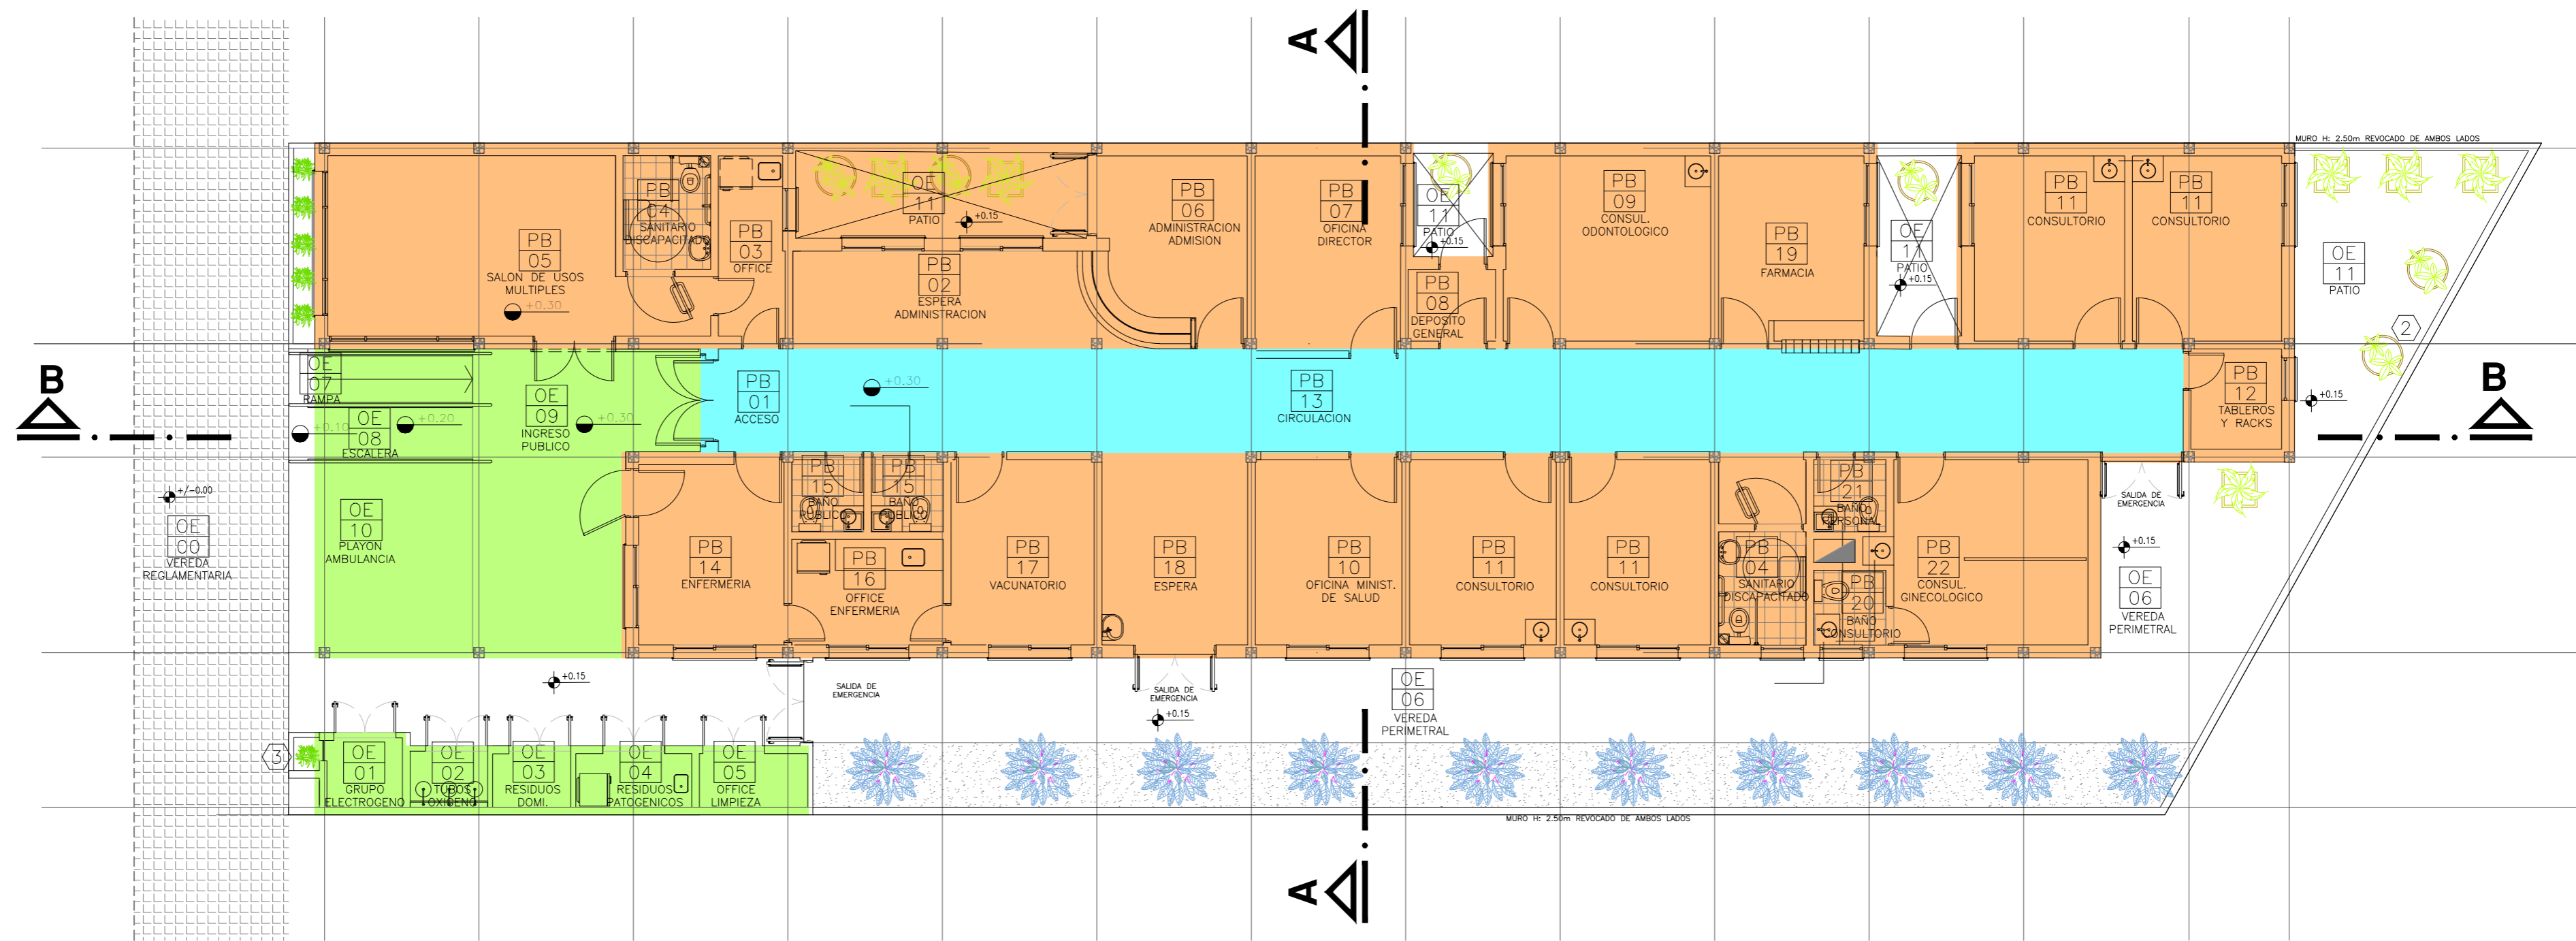 A
MURO H: 2.50m REVOCADO DE AMBOS LADOS
PB
05
SALON DE USOS
MULTIPLES
+0.30
PB
04
SANITARIO
DISCAPACITADO
PB
03
OFFICE
OE
11
PATIO
+0.15
PB
02
ESPERA
ADMINISTRACION
PB
06
ADMINISTRACION
ADMISION
PB
07
OFICINA
DIRECTOR
OE
11
PATIO
+0.15
PB
08
DEPOSITO
GENERAL
PB
09
CONSUL.
ODONTOLOGICO
PB
19
FARMACIA
OE
11
PATIO
+0.15
PB
11
CONSULTORIO
PB
11
CONSULTORIO
OE
11
PATIO
2
B
OE
07
RAMPA
OE
08
ESCALERA
+0.10
+0.20
OE
09
INGRESO
PUBLICO
+0.30
PB
01
ACCESO
+0.30
PB
13
CIRCULACION
PB
12
TABLEROS
Y RACKS
+0.15
B
+/-0.00
OE
00
VEREDA
REGLAMENTARIA
OE
10
PLAYON
AMBULANCIA
PB
14
ENFERMERIA
PB
15
BAÑO
PUBLICO
PB
15
BAÑO
PUBLICO
PB
16
OFFICE
ENFERMERIA
PB
17
VACUNATORIO
PB
18
ESPERA
PB
10
OFICINA MINIST.
DE SALUD
PB
11
CONSULTORIO
PB
11
CONSULTORIO
PB
04
SANITARIO
DISCAPACITADO
PB
21
BAÑO
PERSONAL
PB
20
BAÑO
CONSULTORIO
PB
22
CONSUL.
GINECOLOGICO
SALIDA DE
EMERGENCIA
+0.15
OE
06
VEREDA
PERIMETRAL
+0.15
SALIDA DE
EMERGENCIA
SALIDA DE
EMERGENCIA
+0.15
OE
06
VEREDA
PERIMETRAL
3
OE
01
GRUPO
ELECTROGENO
OE
02
TUBOS
OXIGENO
OE
03
RESIDUOS
DOMI.
OE
04
RESIDUOS
PATOGENICOS
OE
05
OFFICE
LIMPIEZA
MURO H: 2.50m REVOCADO DE AMBOS LADOS
A